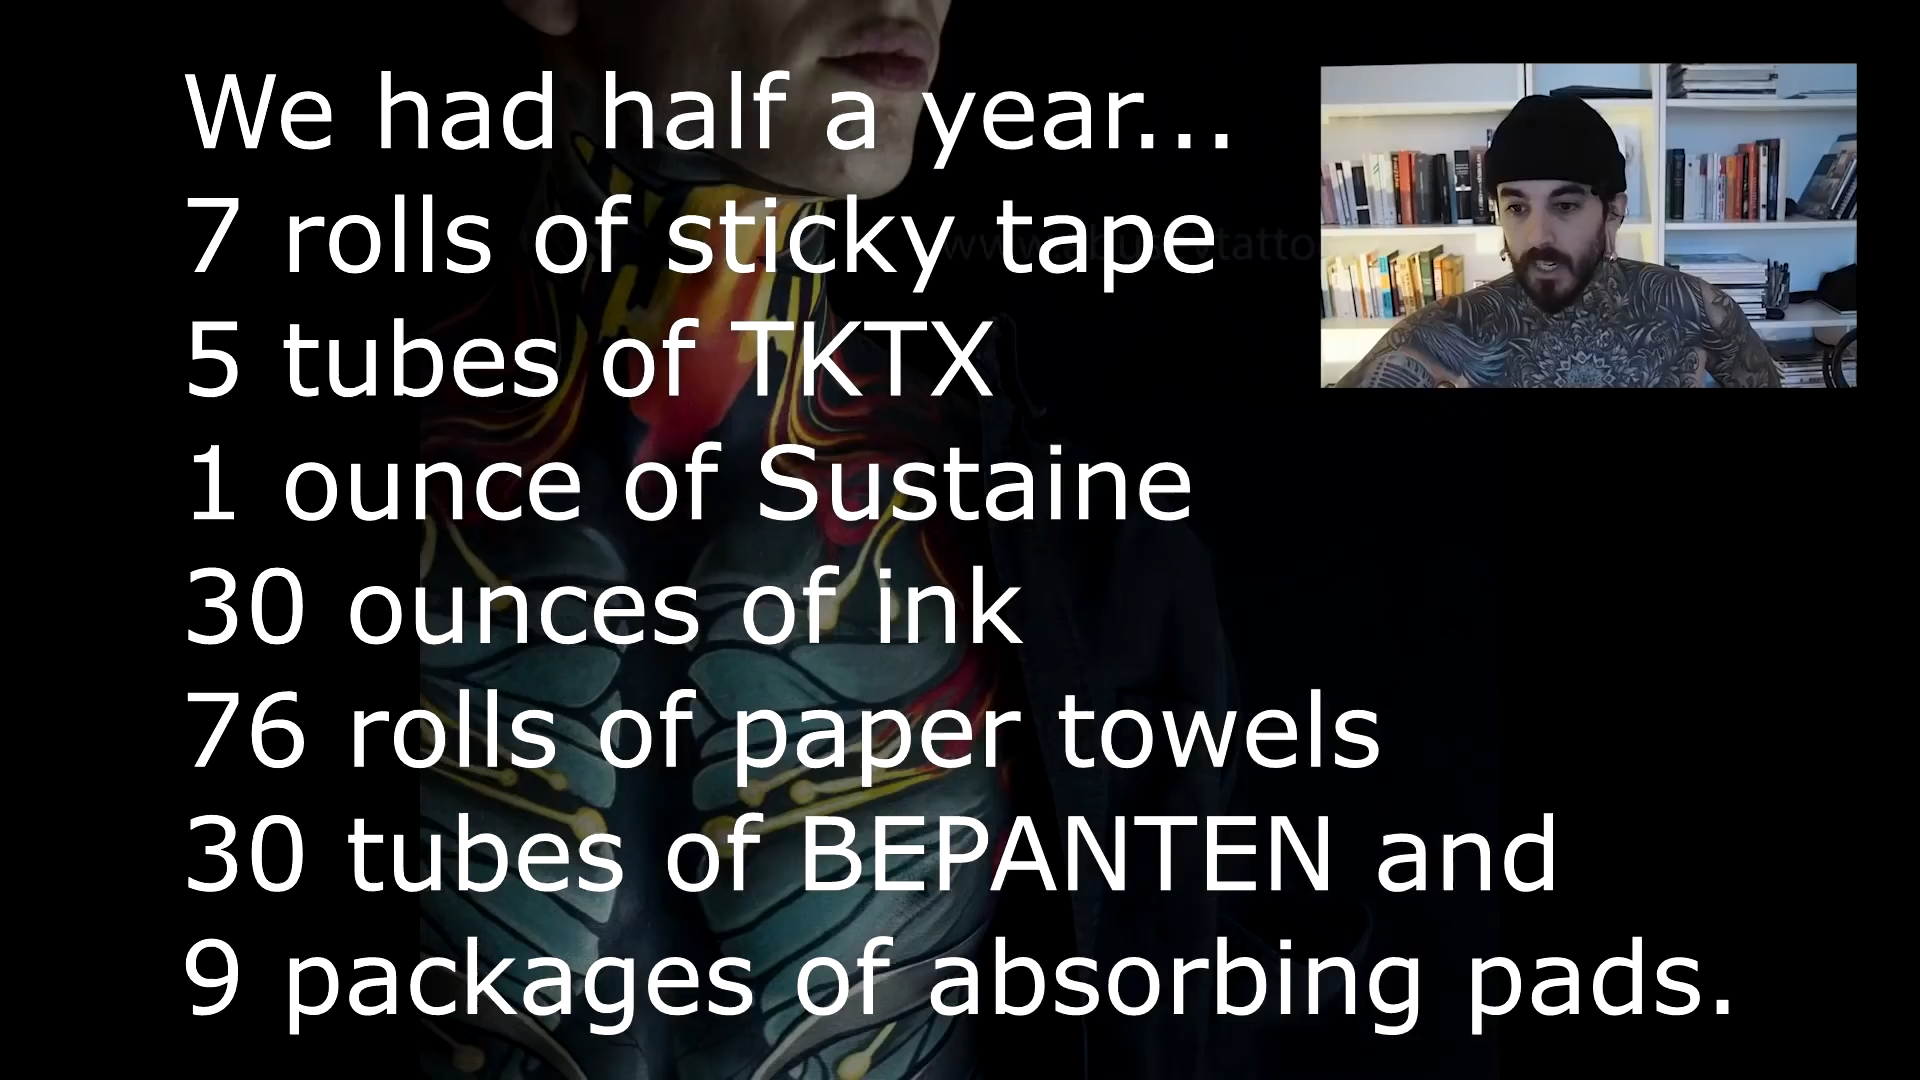 We had half a year...
7 rolls of sticky tape
5 tubes of TKTX
1 ounce of Sustaine
30 ounces of ink
76 rolls of paper towels
30 tubes of BEPANTEN and
9 packages of absorbing pads.